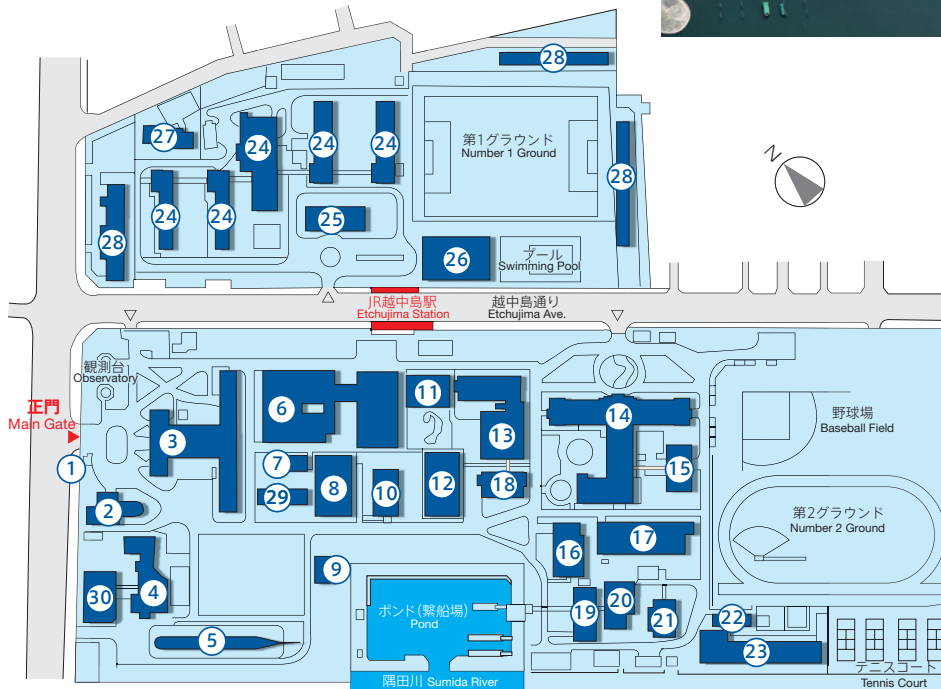 28
27
24
24
24
第1グラウンド
Number 1 Ground
N
28
28
24
24
25
26
プール
Swimming Pool
JR越中島駅
Etchujima Station
越中島通り
Etchujima Ave.
観測台
Observatory
正門
Main Gate
1
2
3
6
11
13
14
15
野球場
Baseball Field
7
29
8
10
12
18
16
17
第2グラウンド
Number 2 Ground
30
4
9
5
ポンド(繋船場)
Pond
19
20
21
22
23
テニスコート
Tennis Court
隅田川 Sumida River